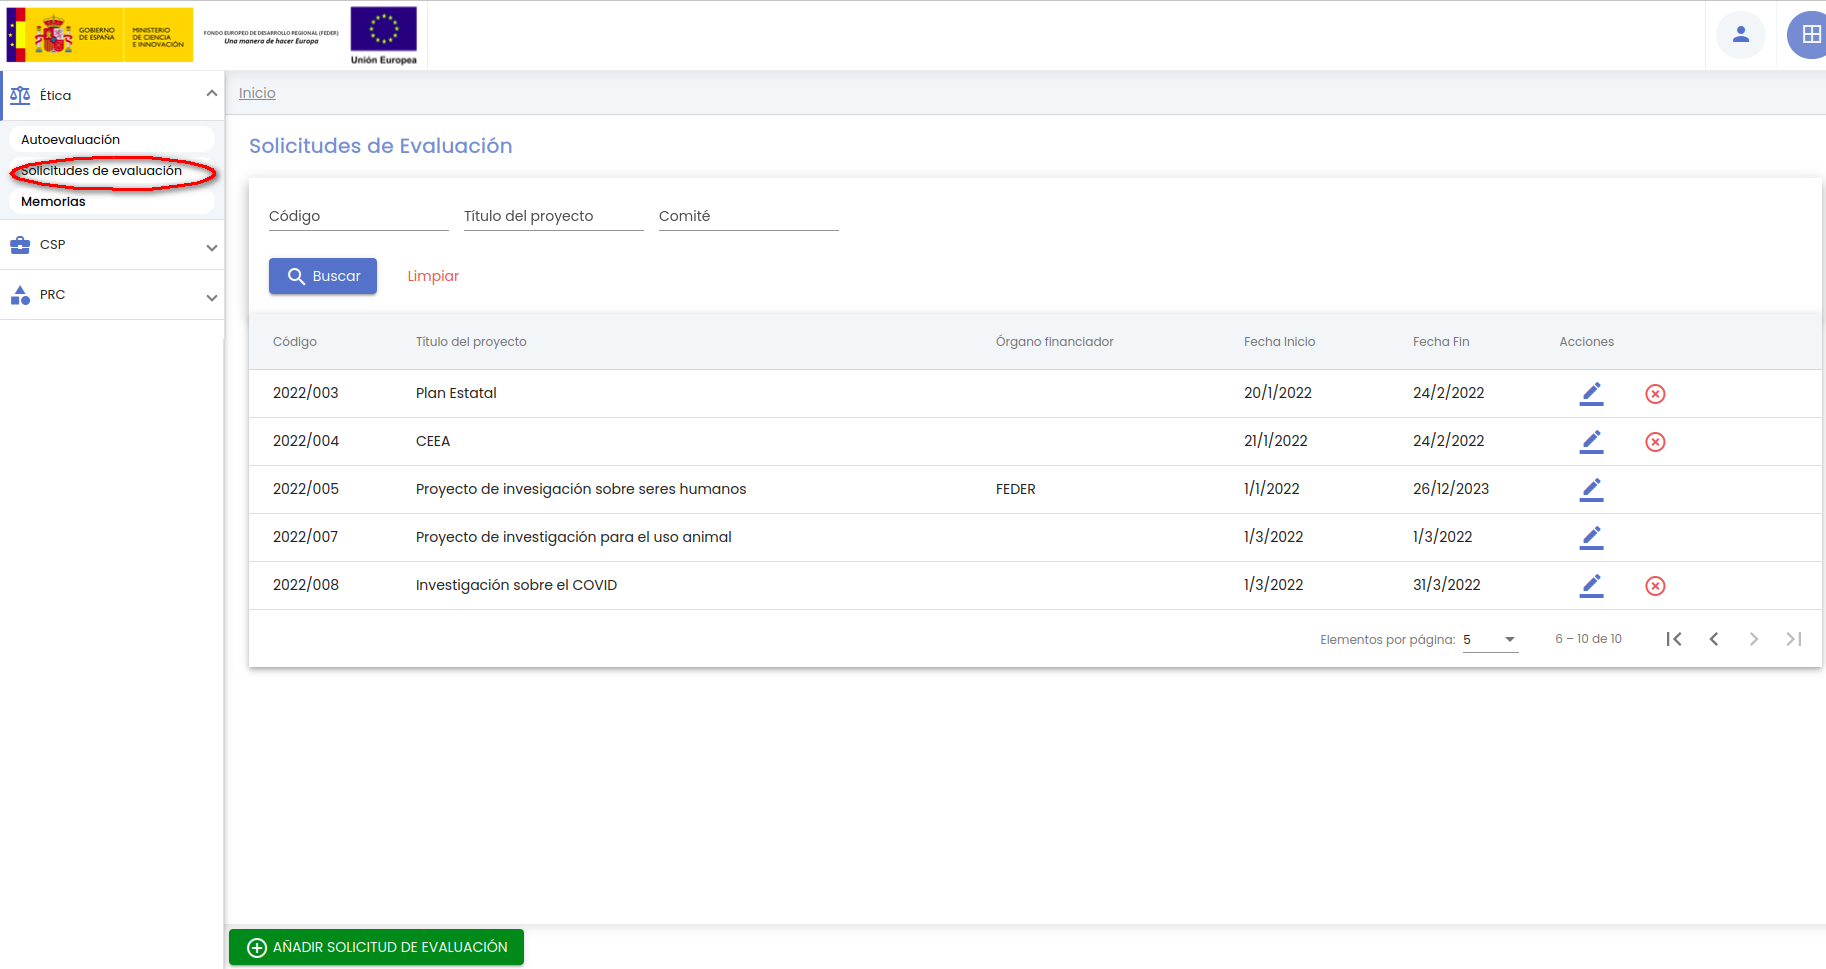 GOBIERNO DE ESPAÑA
MINISTERIO DE CIENCIA E INNOVACIÓN
FONDO EUROPEO DE DESARROLLO REGIONAL (FEDER)
Una manera de hacer Europa
Unión Europea
Ética
Autoevaluación
Solicitudes de evaluación
Memorias
CSP
PRC
Inicio
Solicitudes de Evaluación
Código Título del proyecto Comité
Buscar Limpiar
Código Título del proyecto Órgano financiador Fecha Inicio Fecha Fin Acciones
2022/003 Plan Estatal 20/1/2022 24/2/2022
2022/004 CEEA 21/1/2022 24/2/2022
2022/005 Proyecto de invesigación sobre seres humanos FEDER 1/1/2022 26/12/2023
2022/007 Proyecto de investigación para el uso animal 1/3/2022 1/3/2022
2022/008 Investigación sobre el COVID 1/3/2022 31/3/2022
Elementos por página: 5 6 – 10 de 10
AÑADIR SOLICITUD DE EVALUACIÓN